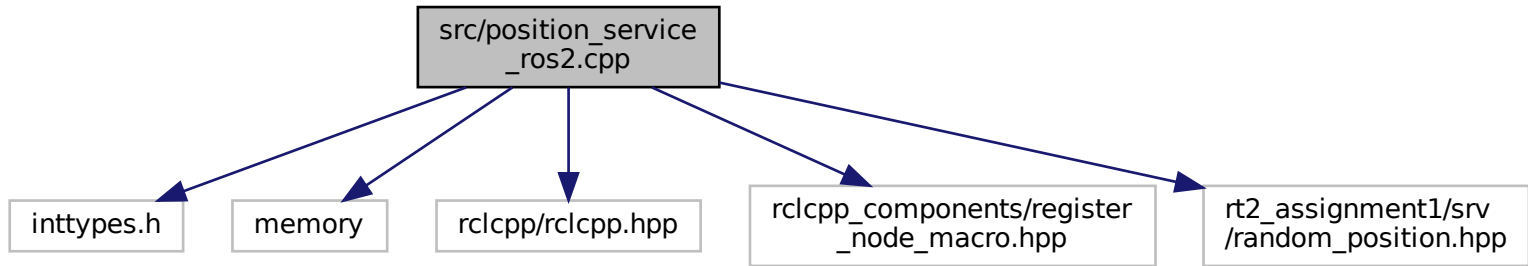 src/position_service
_ros2.cpp
inttypes.h
memory
rclcpp/rclcpp.hpp
rclcpp_components/register
_node_macro.hpp
rt2_assignment1/srv
/random_position.hpp